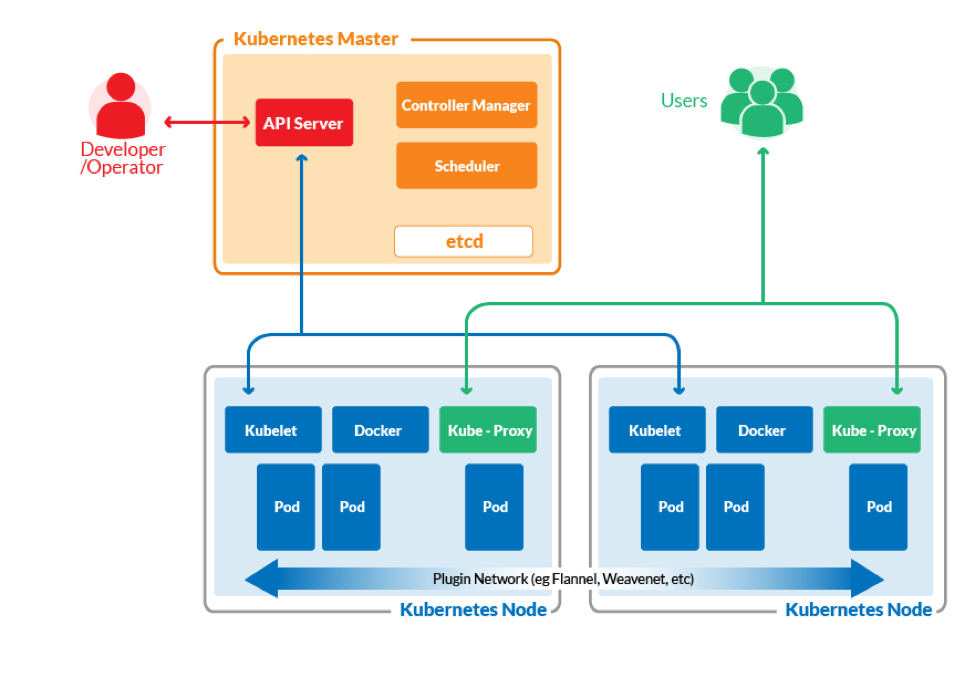 Kubernetes Master
Users
API Server
Controller Manager
Scheduler
etcd
Developer
/Operator
Kubelet
Docker
Kube - Proxy
Pod
Pod
Pod
Kubelet
Docker
Kube - Proxy
Pod
Pod
Pod
Plugin Network (eg Flannel, Weavenet, etc)
Kubernetes Node
Kubernetes Node